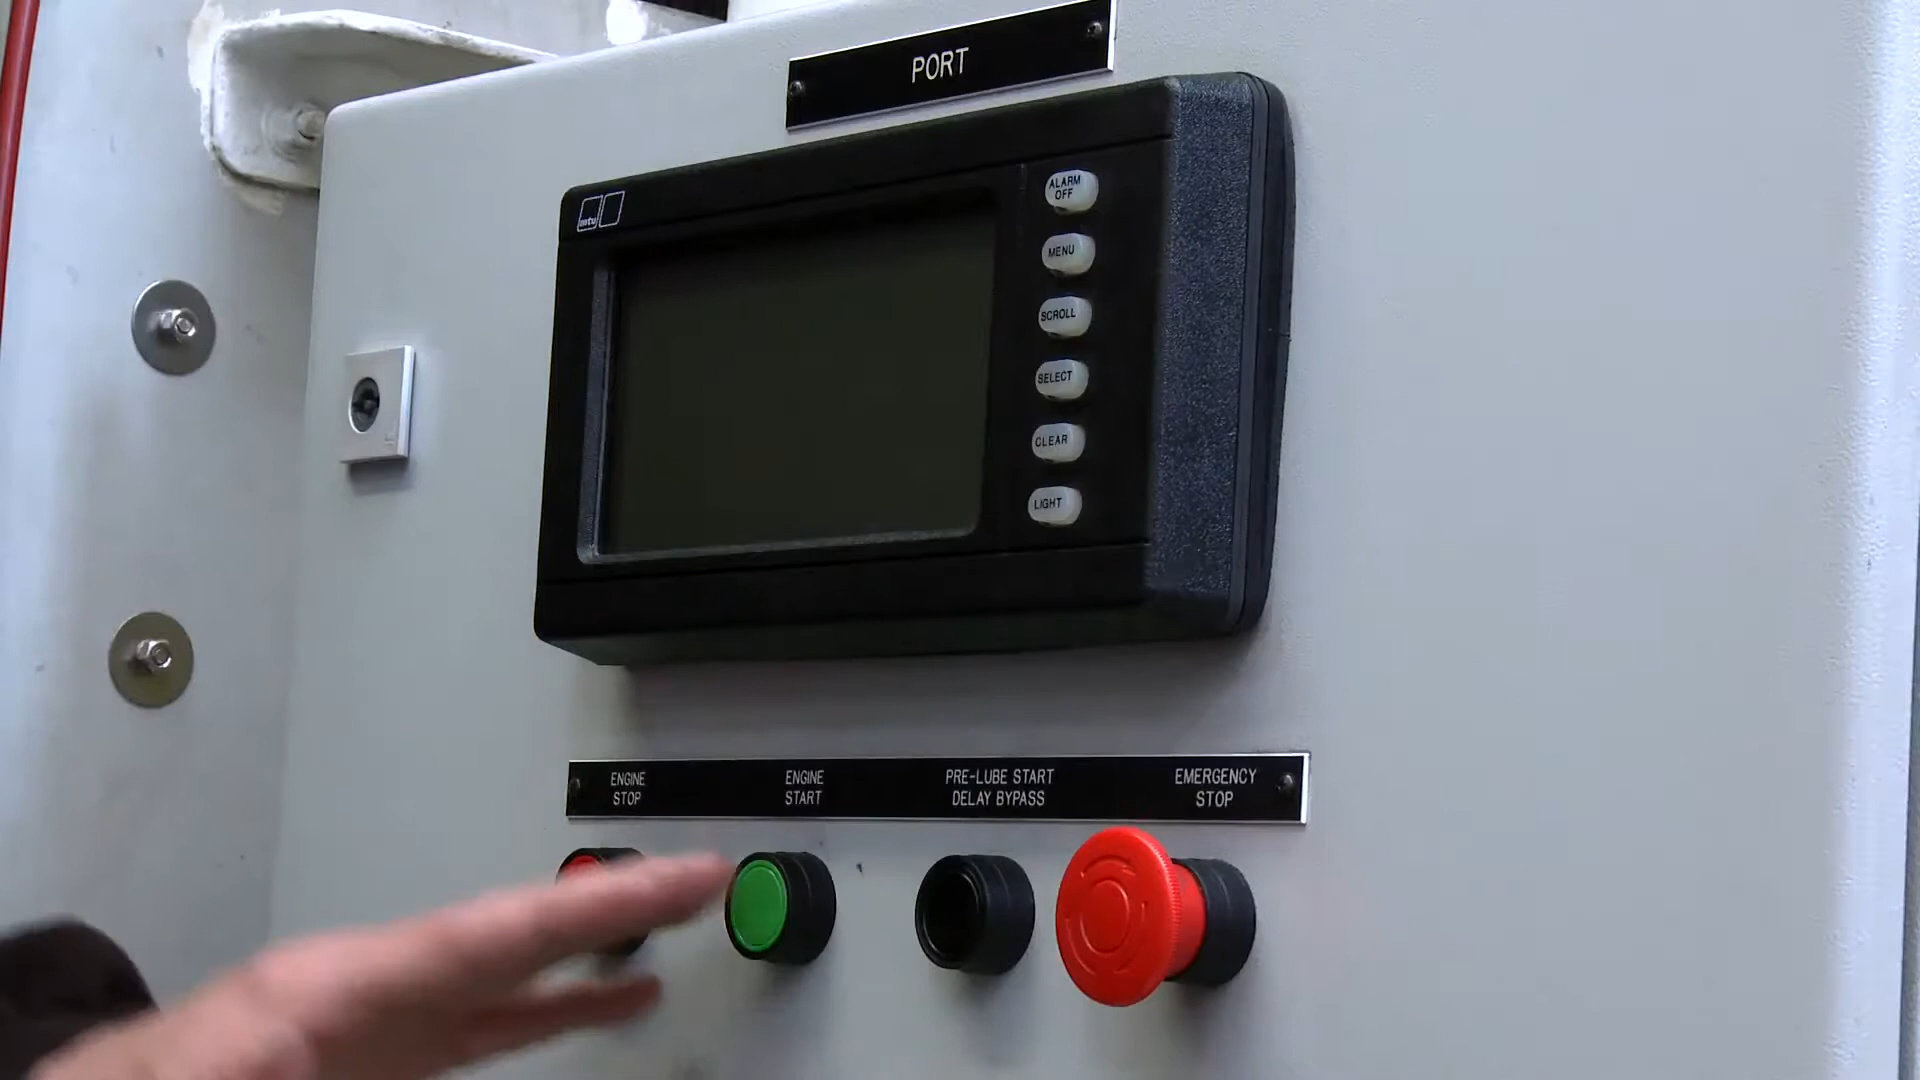 PORT
mtu
ALARM
OFF
MENU
SCROLL
SELECT
CLEAR
LIGHT
ENGINE
STOP
ENGINE
START
PRE-LUBE START
DELAY BYPASS
EMERGENCY
STOP